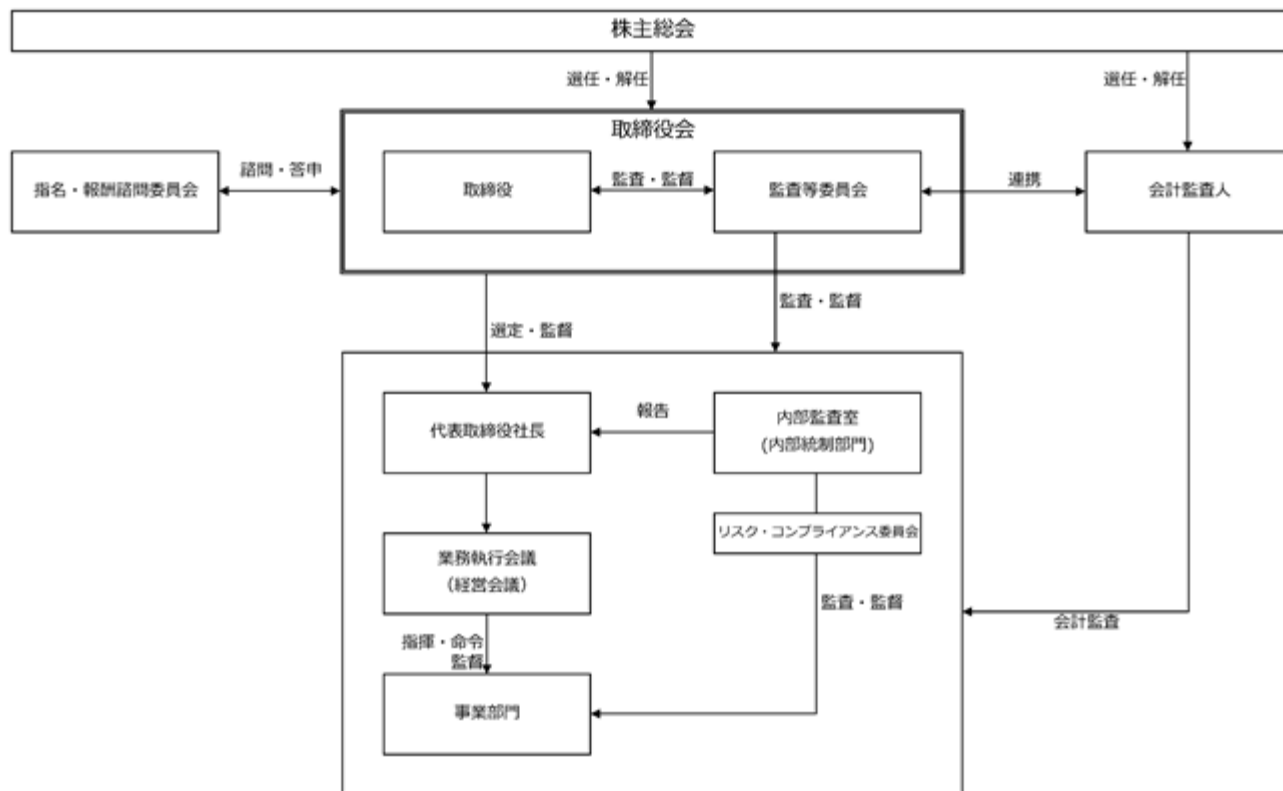 株主総会
選任・解任
選任・解任
取締役会
指名・報酬諮問委員会
諮問・答申
取締役
監査・監督
監査等委員会
連携
会計監査人
監査・監督
選定・監督
代表取締役社長
報告
内部監査室
(内部統制部門)
リスク・コンプライアンス委員会
業務執行会議
（経営会議）
監査・監督
会計監査
指揮・命令
監督
事業部門